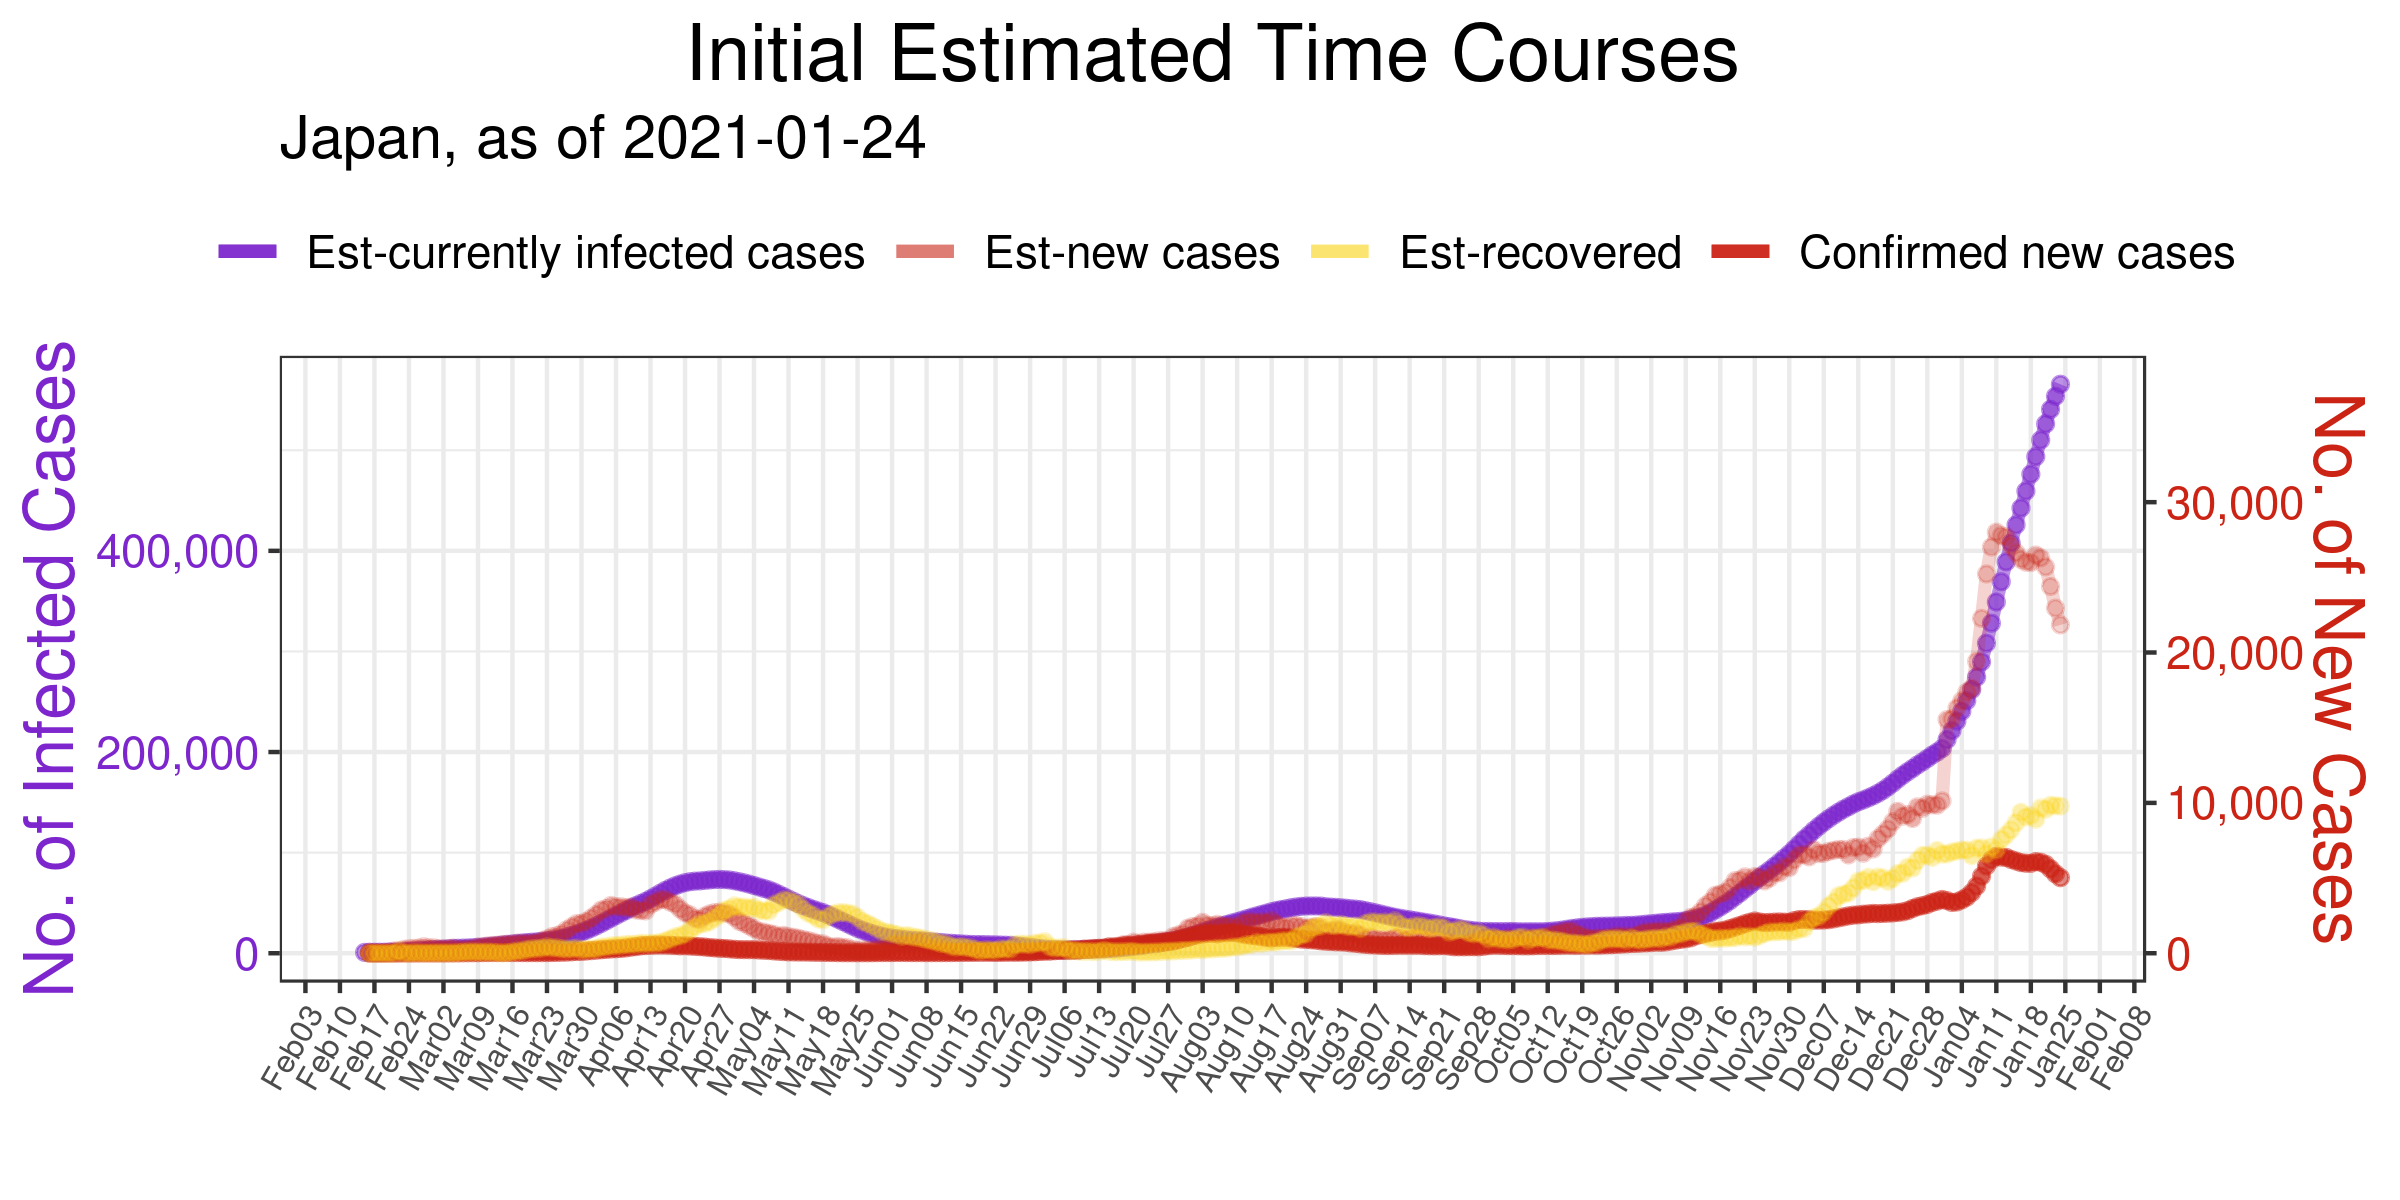 Initial Estimated Time Courses
Japan, as of 2021-01-24
Est-currently infected cases
Est-new cases
Est-recovered
Confirmed new cases
No. of Infected Cases
400,000
200,000
0
30,000
20,000
10,000
0
No. of New Cases
Feb03
Feb10
Feb17
Feb24
Mar02
Mar09
Mar16
Mar23
Mar30
Apr06
Apr13
Apr20
Apr27
May04
May11
May18
May25
Jun01
Jun08
Jun15
Jun22
Jun29
Jul06
Jul13
Jul20
Jul27
Aug03
Aug10
Aug17
Aug24
Aug31
Sep07
Sep14
Sep21
Sep28
Oct05
Oct12
Oct19
Oct26
Nov02
Nov09
Nov16
Nov23
Nov30
Dec07
Dec14
Dec21
Dec28
Jan04
Jan11
Jan18
Jan25
Feb01
Feb08